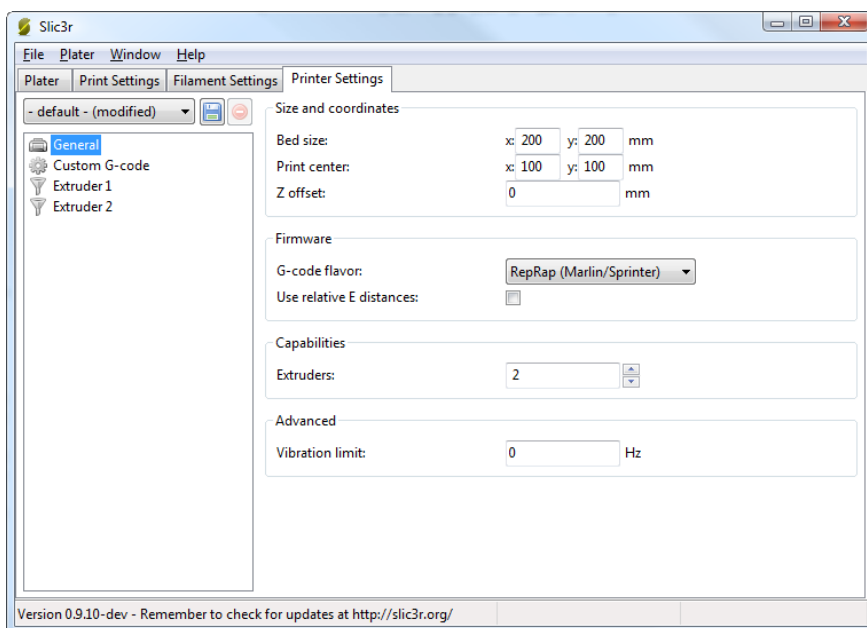 Slic3r
File Plater Window Help
Plater Print Settings Filament Settings Printer Settings
- default - (modified)
General
Custom G-code
Extruder 1
Extruder 2
Size and coordinates
Bed size: x: 200 y: 200 mm
Print center: x: 100 y: 100 mm
Z offset: 0 mm
Firmware
G-code flavor: RepRap (Marlin/Sprinter)
Use relative E distances:
Capabilities
Extruders: 2
Advanced
Vibration limit: 0 Hz
Version 0.9.10-dev - Remember to check for updates at http://slic3r.org/